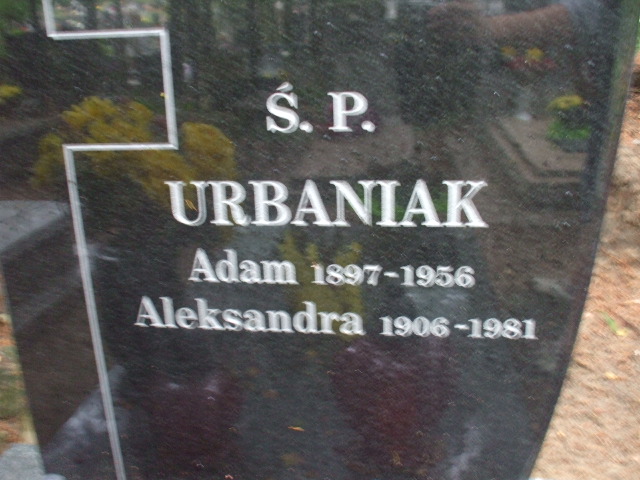 Ś. P.
URBANIAK
Adam 1897-1956
Aleksandra 1906-1981